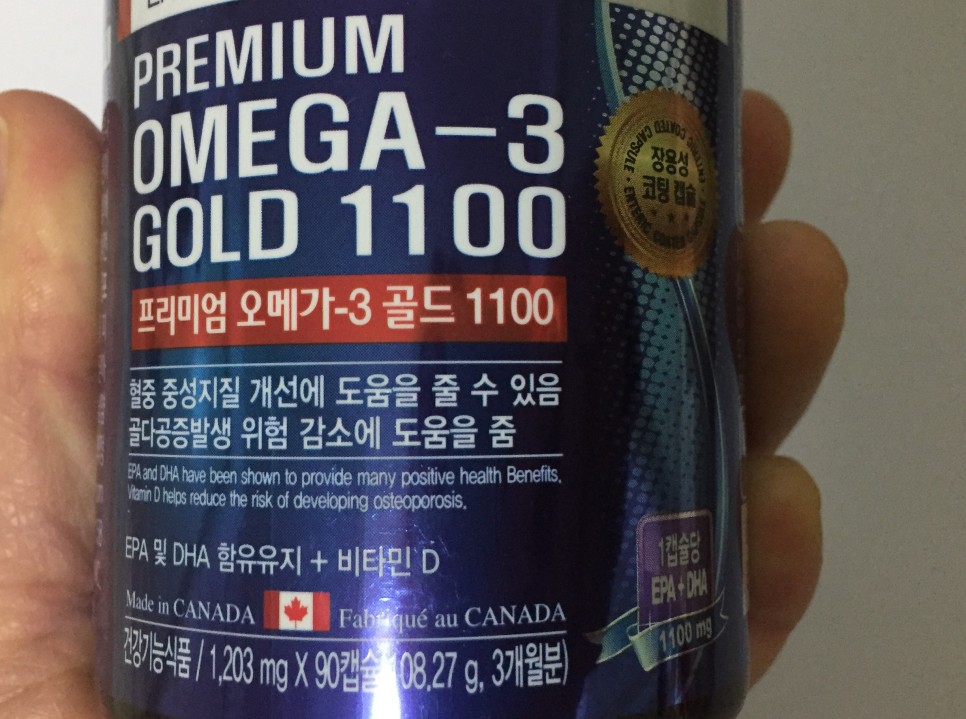 PREMIUM
OMEGA-3
GOLD 1100
프리미엄 오메가-3 골드 1100
혈중 중성지질 개선에 도움을 줄 수 있음
골다공증발생 위험 감소에 도움을 줌
EPA and DHA have been shown to provide many positive health Benefits.
Vitamin D helps reduce the risk of developing osteoporosis.
EPA 및 DHA 함유유지 + 비타민 D
Made in CANADA Fabriqué au CANADA
건강기능식품 / 1,203 mg X 90캡슐 108.27 g, 3개월분)
장용성
코팅 캡슐
ENTERIC COATED CAPSULE
1캡슐당
EPA + DHA
1100 mg